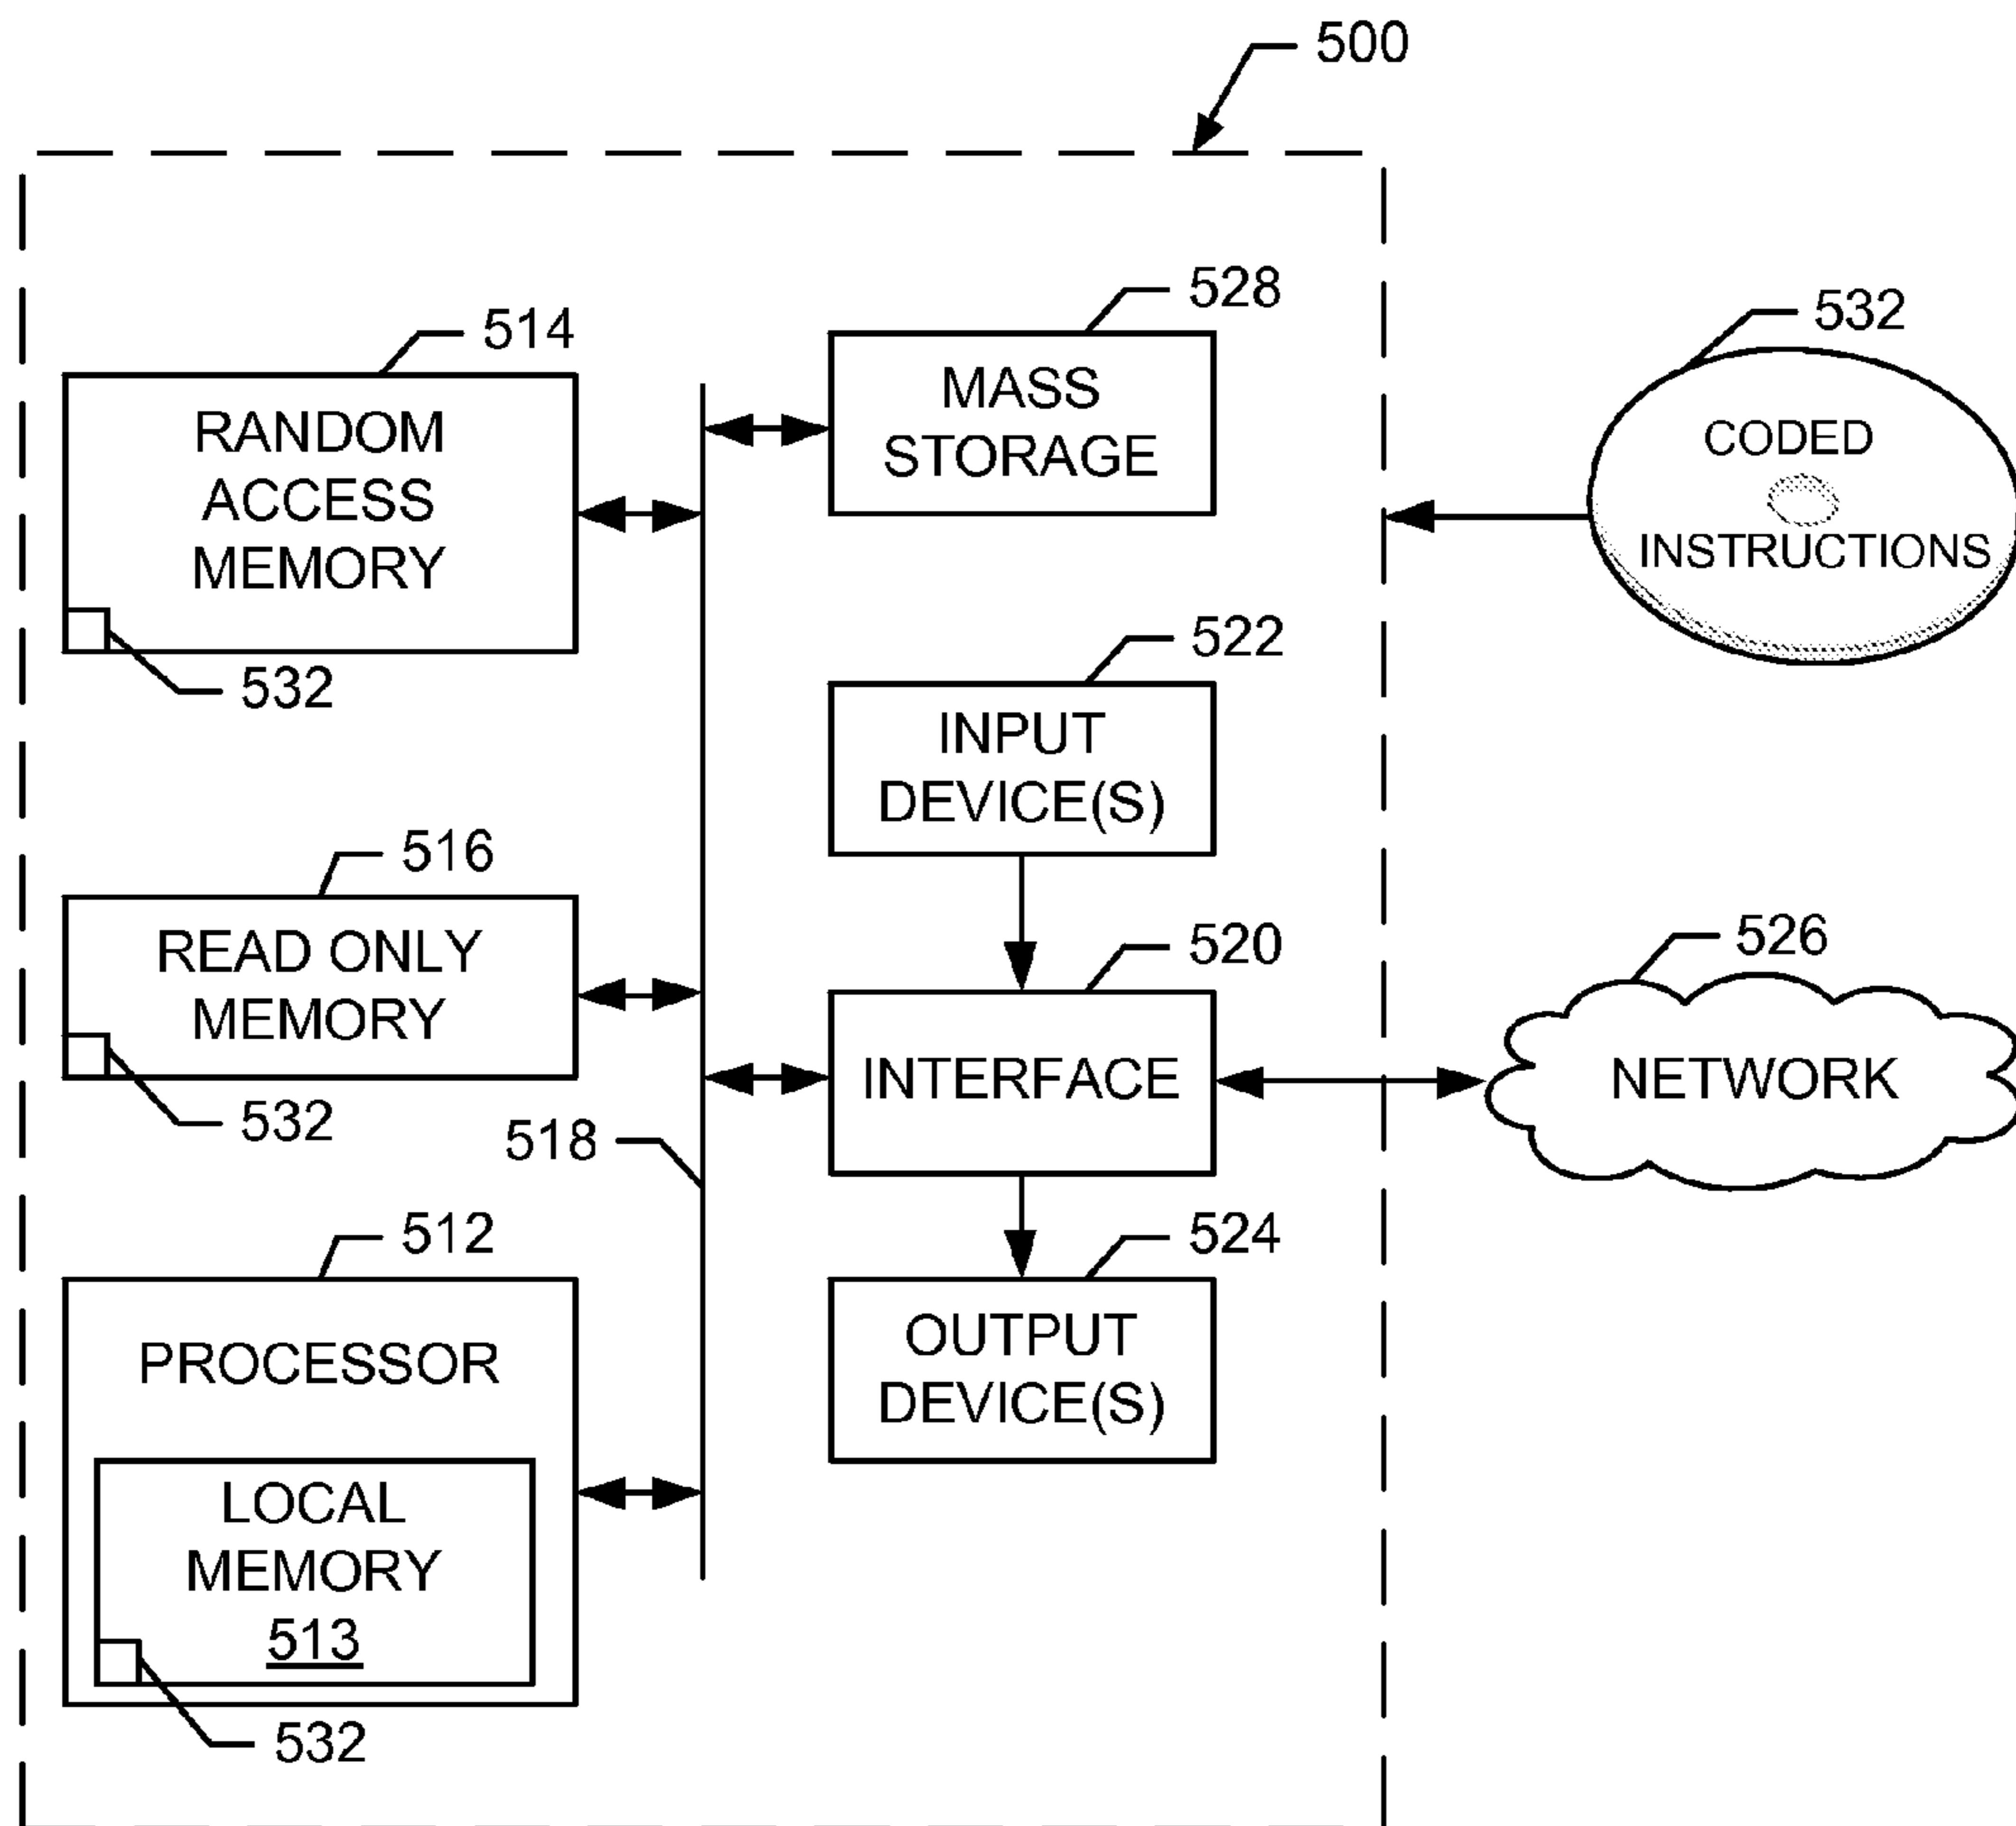 500
528
514
532
MASS
STORAGE
RANDOM
ACCESS
MEMORY
CODED
INSTRUCTIONS
532
522
INPUT
DEVICE(S)
516
READ ONLY
MEMORY
532
520
526
INTERFACE
NETWORK
518
512
524
PROCESSOR
OUTPUT
DEVICE(S)
LOCAL
MEMORY
513
532